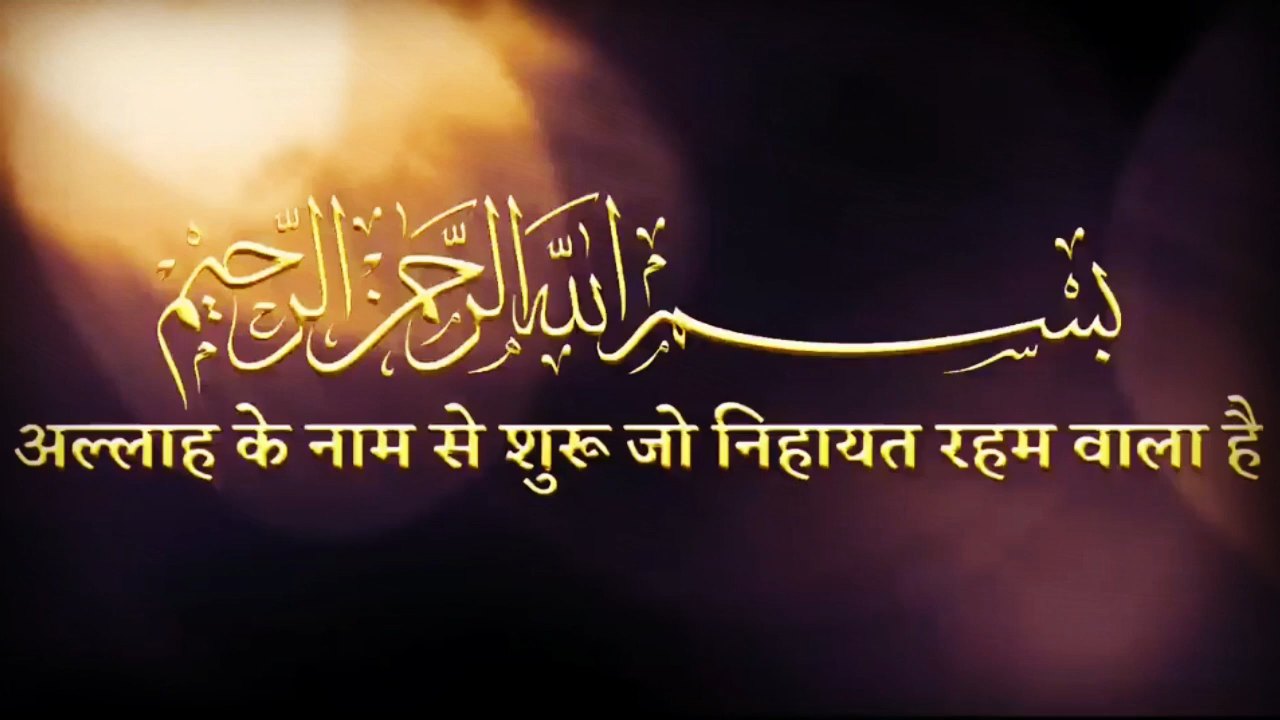 بسم الله الرحمن الرحيم
अल्लाह के नाम से शुरू जो निहायत रहम वाला है